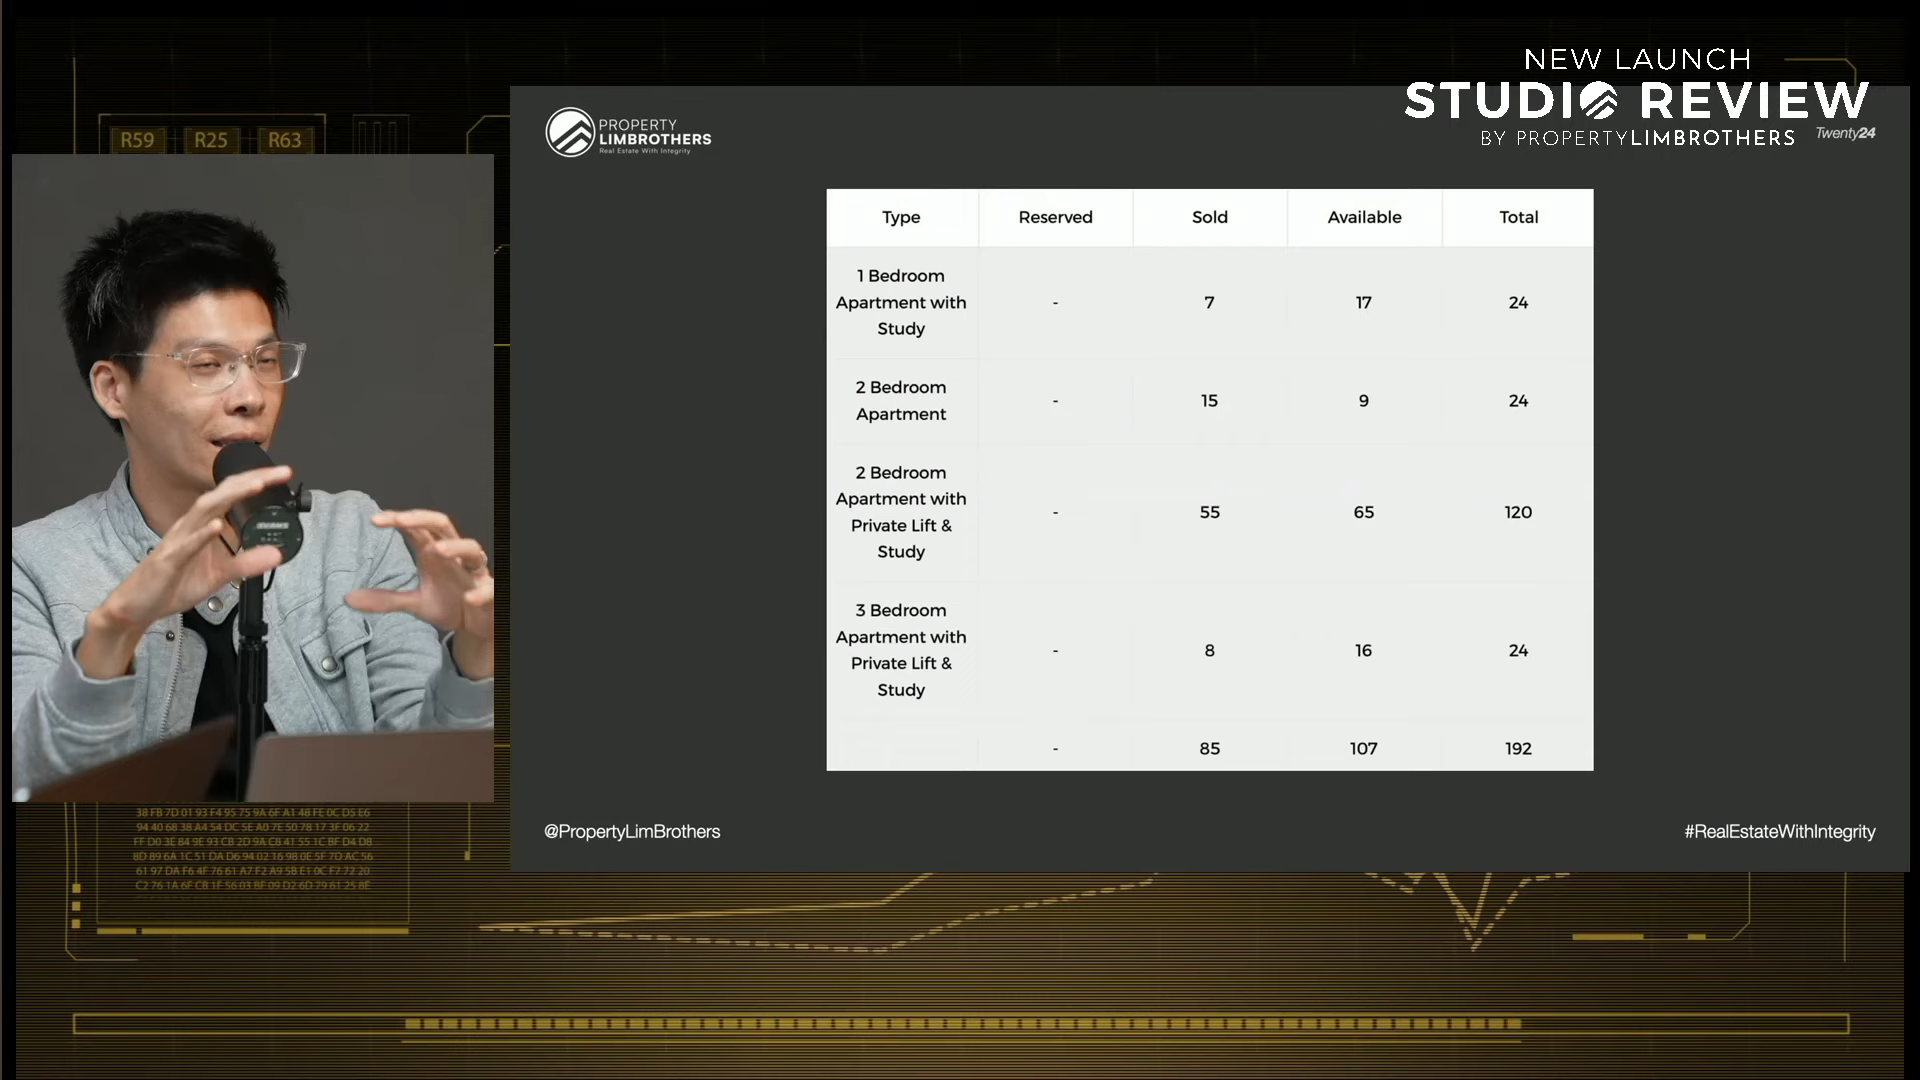 NEW LAUNCH
STUDIO REVIEW
BY PROPERTYLIMBROTHERS Twenty24
R59 R25 R63
PROPERTY
LIMBROTHERS
Real Estate With Integrity
Type Reserved Sold Available Total
1 Bedroom
Apartment with
Study
- 7 17 24
2 Bedroom
Apartment
- 15 9 24
2 Bedroom
Apartment with
Private Lift &
Study
- 55 65 120
3 Bedroom
Apartment with
Private Lift &
Study
- 8 16 24
- 85 107 192
@PropertyLimBrothers #RealEstateWithIntegrity